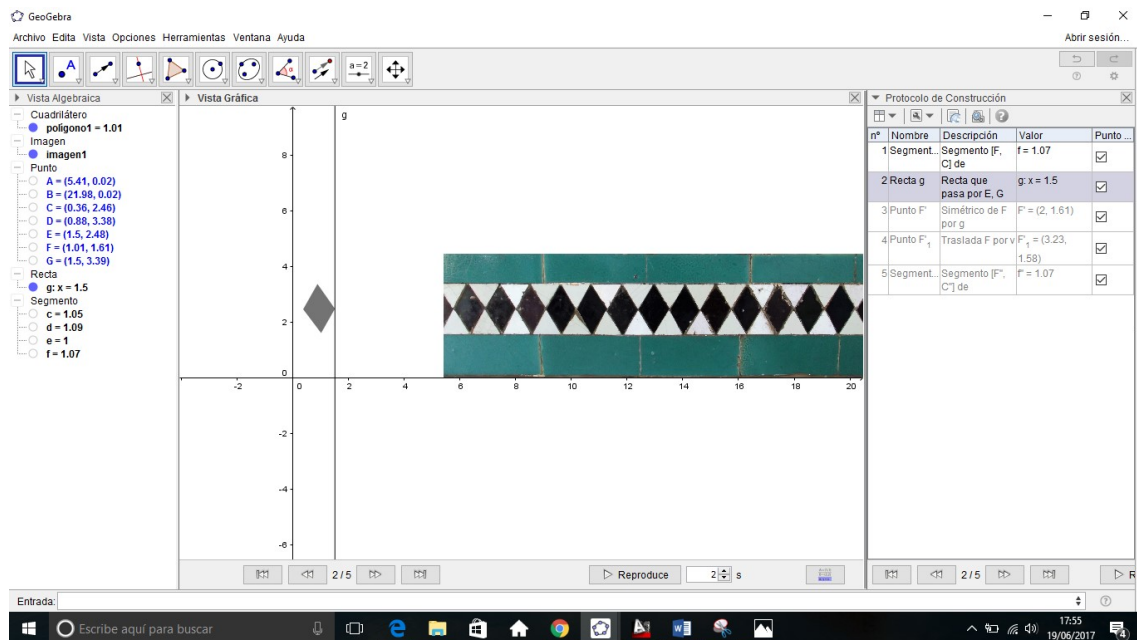 GeoGebra
Archivo Edita Vista Opciones Herramientas Ventana Ayuda
Abrir sesión...
A
a=2
Vista Algebraica
Cuadrilátero
poligono1 = 1.01
Imagen
imagen1
Punto
A = (5.41, 0.02)
B = (21.98, 0.02)
C = (0.36, 2.46)
D = (0.88, 3.38)
E = (1.5, 2.48)
F = (1.01, 1.61)
G = (1.5, 3.39)
Recta
g: x = 1.5
Segmento
c = 1.05
d = 1.09
e = 1
f = 1.07
Vista Gráfica
g
8
6
4
2
0
-2 0 2 4 6 8 10 12 14 16 18 20
-2
-4
-6
2 / 5
Reproduce 2 s
Protocolo de Construcción
nº Nombre Descripción Valor Punto ...
1 Segment... Segmento [F, C] de f = 1.07
2 Recta g Recta que pasa por E, G g: x = 1.5
3 Punto F' Simétrico de F por g F' = (2, 1.61)
4 Punto F'1 Traslada F por v F'1 = (3.23, 1.58)
5 Segment... Segmento [F", C"] de f" = 1.07
2 / 5
R
Entrada:
Escribe aquí para buscar
17:55
19/06/2017